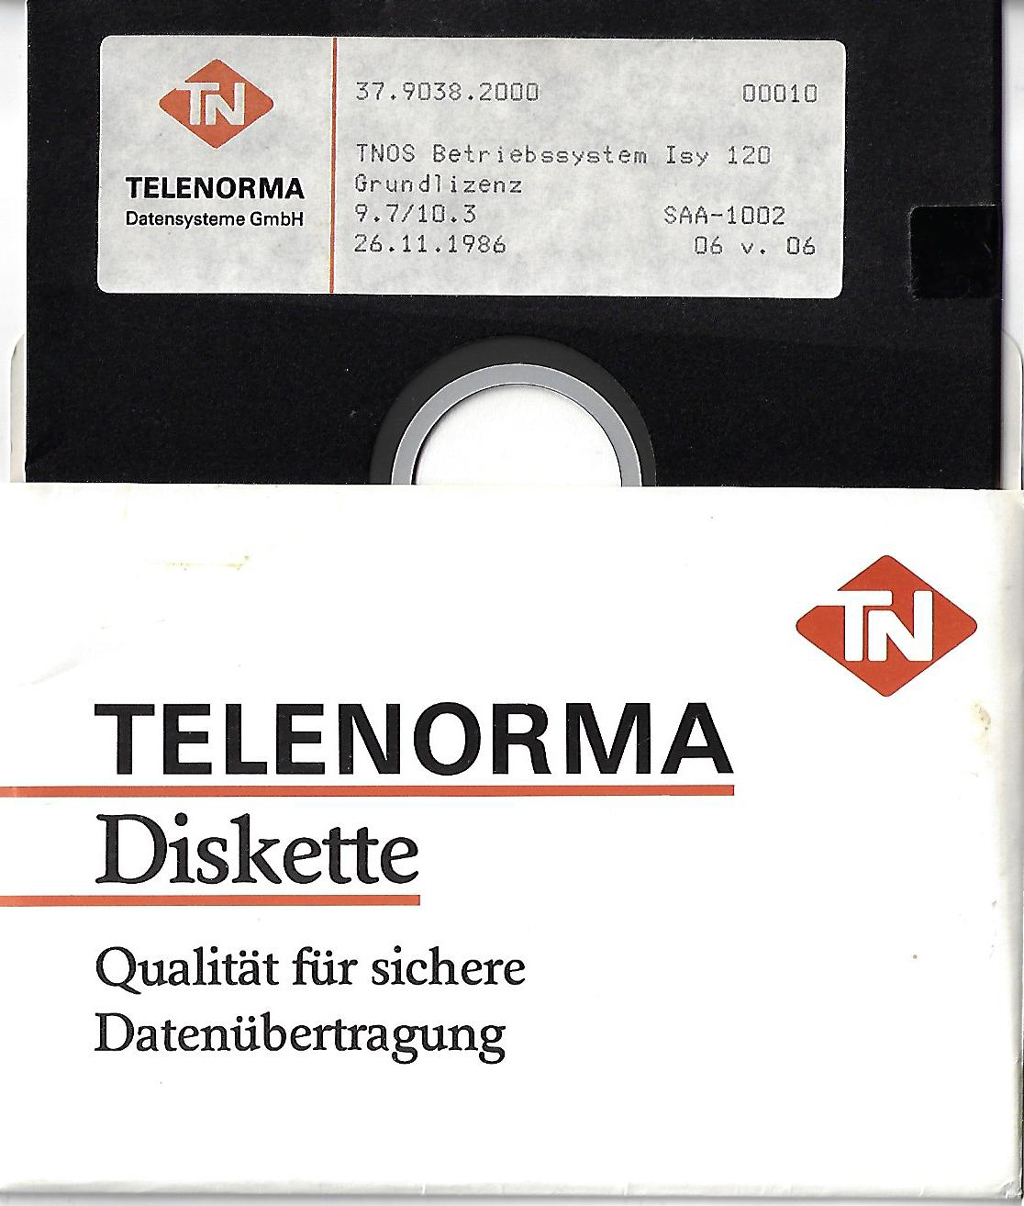 TN
TELENORMA
Datensysteme GmbH
37.9038.2000 00010
TNOS Betriebssystem Isy 120
Grundlizenz
9.7/10.3 SAA-1002
26.11.1986 06 v. 06
TN
TELENORMA
Diskette
Qualität für sichere
Datenübertragung